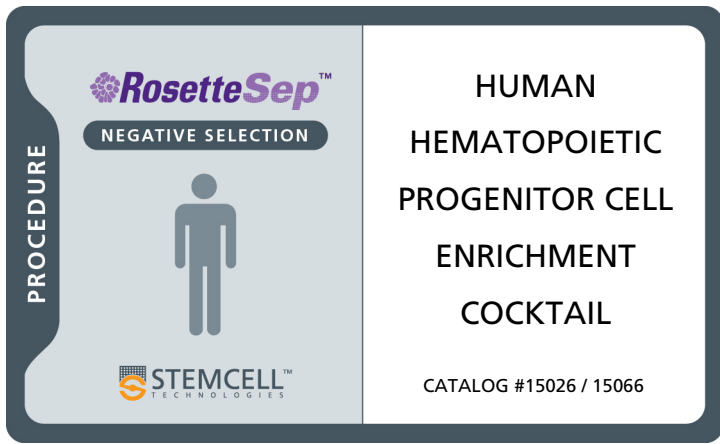 PROCEDURE
RosetteSep™
NEGATIVE SELECTION
STEMCELL™
TECHNOLOGIES
HUMAN
HEMATOPOIETIC
PROGENITOR CELL
ENRICHMENT
COCKTAIL
CATALOG #15026 / 15066